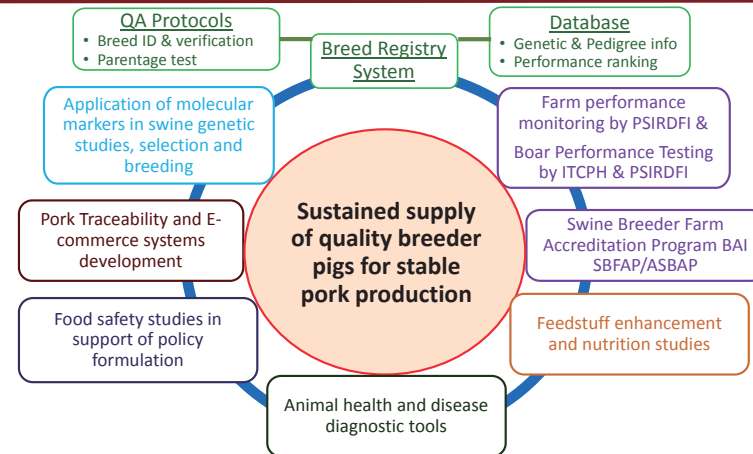 QA Protocols
• Breed ID & verification
• Parentage test
Breed Registry
System
Database
• Genetic & Pedigree info
• Performance ranking
Application of molecular
markers in swine genetic
studies, selection and
breeding
Farm performance
monitoring by PSIRDFI &
Boar Performance Testing
by ITCPH & PSIRDFI
Sustained supply
of quality breeder
pigs for stable
pork production
Pork Traceability and E-
commerce systems
development
Swine Breeder Farm
Accreditation Program BAI
SBFAP/ASBAP
Food safety studies in
support of policy
formulation
Feedstuff enhancement
and nutrition studies
Animal health and disease
diagnostic tools